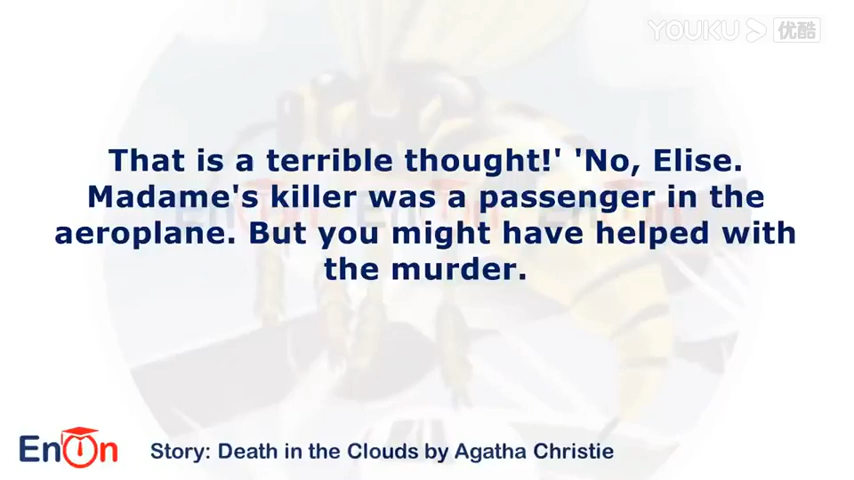 YOUKU 优酷
That is a terrible thought!' 'No, Elise.
Madame's killer was a passenger in the
aeroplane. But you might have helped with
the murder.
EnOn
Story: Death in the Clouds by Agatha Christie